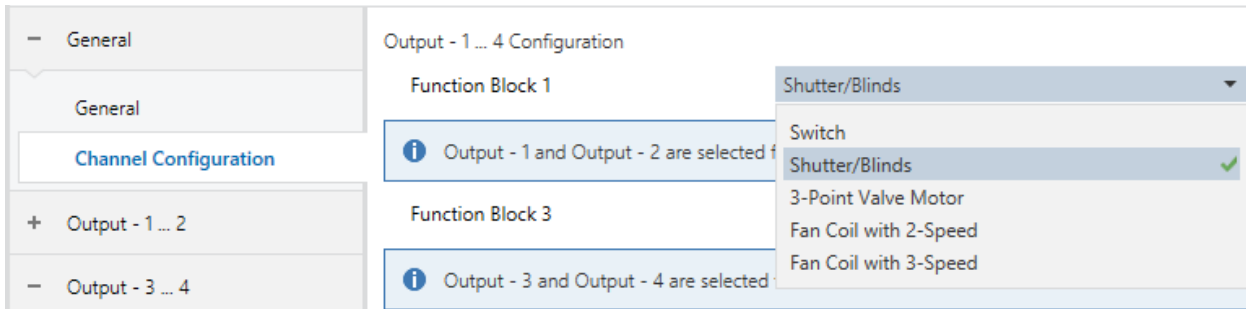 General
General
Channel Configuration
Output - 1 ... 2
Output - 3 ... 4
Output - 1 ... 4 Configuration
Function Block 1
Shutter/Blinds
Switch
Shutter/Blinds
3-Point Valve Motor
Fan Coil with 2-Speed
Fan Coil with 3-Speed
Output - 1 and Output - 2 are selected
Function Block 3
Output - 3 and Output - 4 are selected